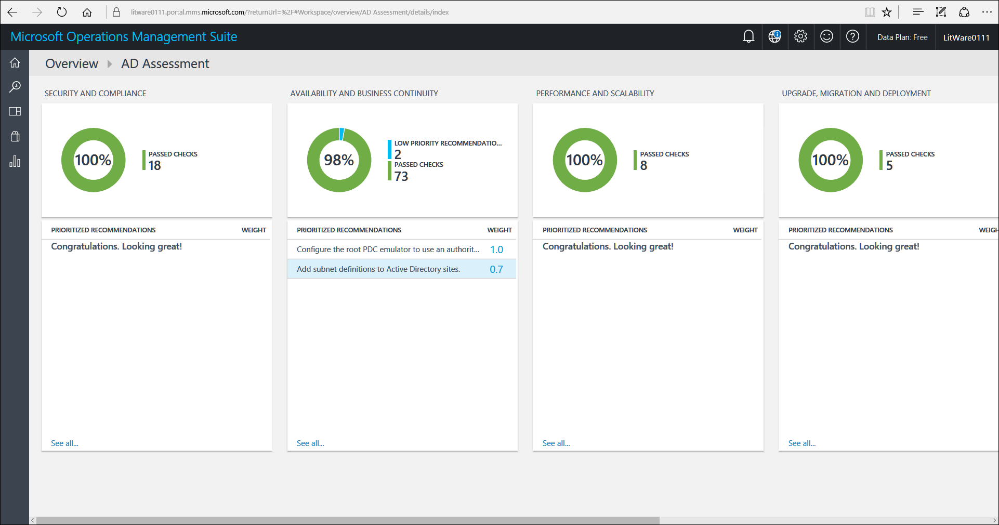 litware0111.portal.mms.microsoft.com/?returnUrl=%2F#Workspace/overview/AD Assessment/details/index
Microsoft Operations Management Suite
Data Plan: Free
LitWare0111
Overview
AD Assessment
SECURITY AND COMPLIANCE
100%
PASSED CHECKS
18
PRIORITIZED RECOMMENDATIONS WEIGHT
Congratulations. Looking great!
See all...
AVAILABILITY AND BUSINESS CONTINUITY
98%
LOW PRIORITY RECOMMENDATIO...
2
PASSED CHECKS
73
PRIORITIZED RECOMMENDATIONS WEIGHT
Configure the root PDC emulator to use an authorit... 1.0
Add subnet definitions to Active Directory sites. 0.7
See all...
PERFORMANCE AND SCALABILITY
100%
PASSED CHECKS
8
PRIORITIZED RECOMMENDATIONS WEIGHT
Congratulations. Looking great!
See all...
UPGRADE, MIGRATION AND DEPLOYMENT
100%
PASSED CHECKS
5
PRIORITIZED RECOMMENDATIONS WEIGH
Congratulations. Looking great!
See all...